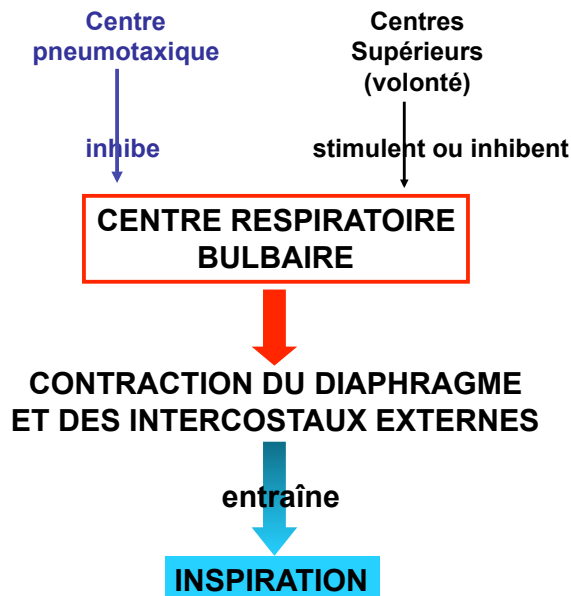 Centre
pneumotaxique
Centres
Supérieurs
(volonté)
inhibe
stimulent ou inhibent
CENTRE RESPIRATOIRE
BULBAIRE
CONTRACTION DU DIAPHRAGME
ET DES INTERCOSTAUX EXTERNES
entraîne
INSPIRATION